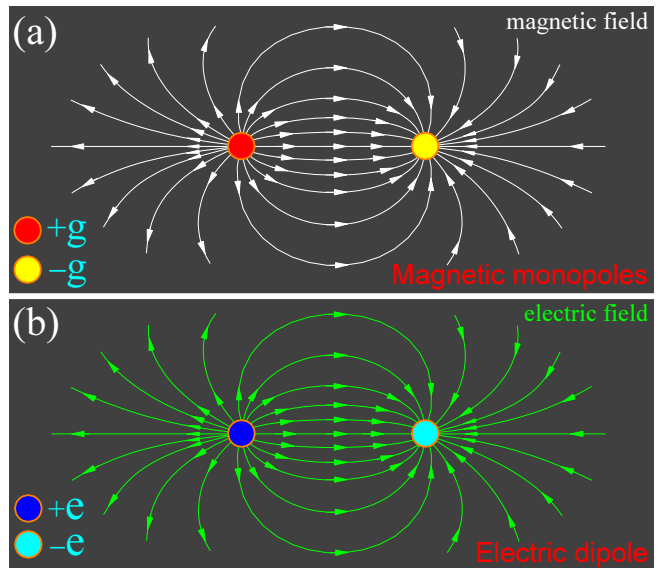 (a)
magnetic field
+g
−g
Magnetic monopoles
(b)
electric field
+e
−e
Electric dipole